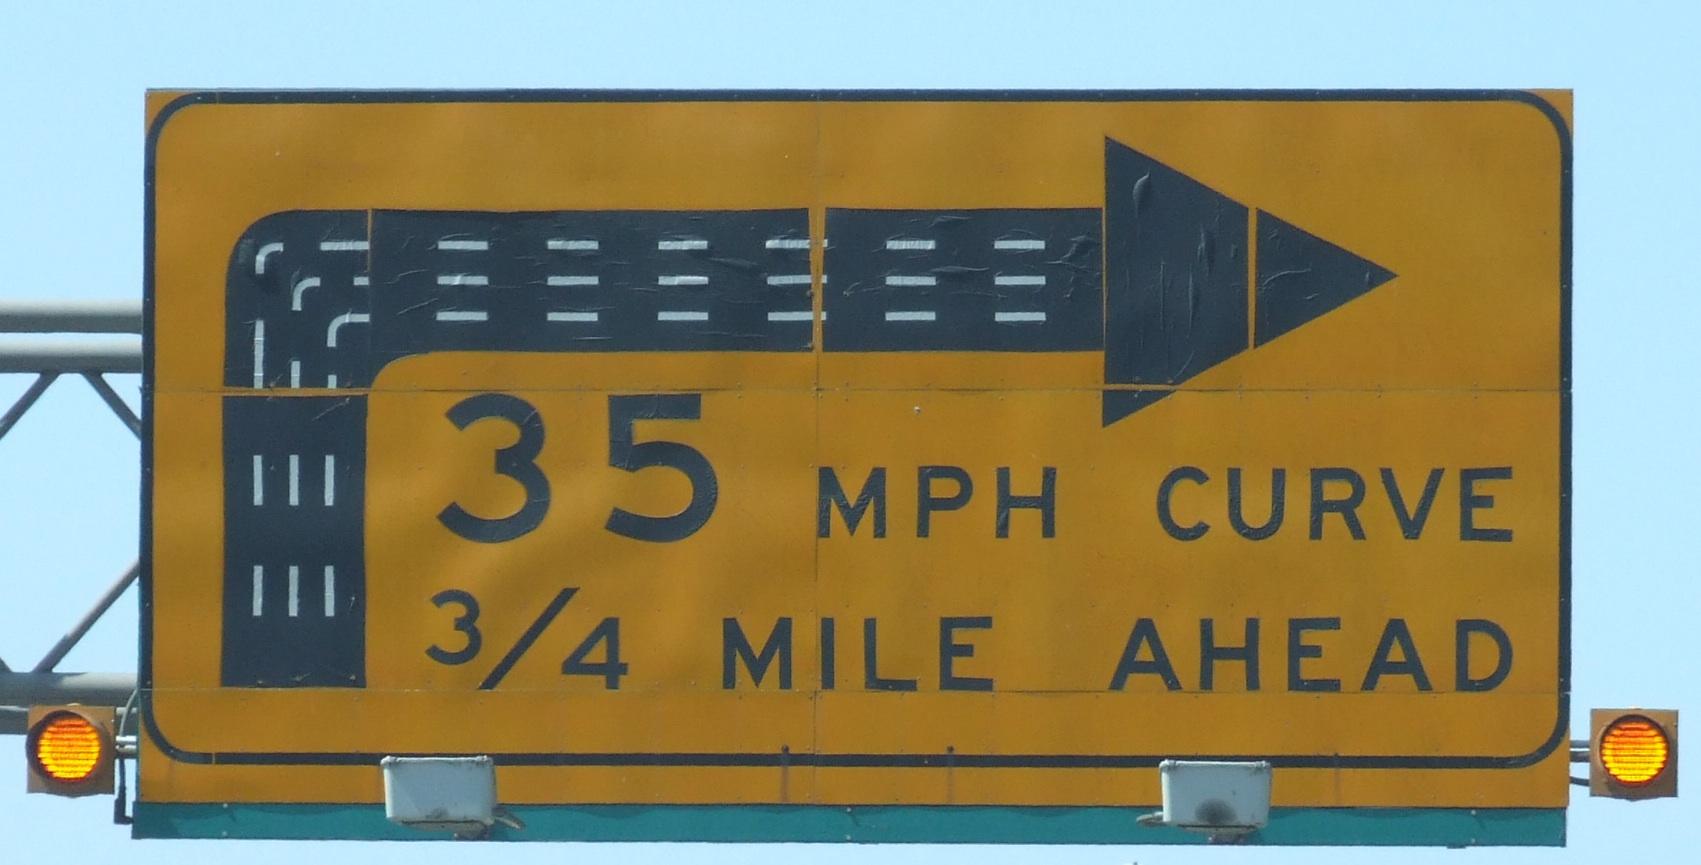 35 MPH CURVE
3/4 MILE AHEAD